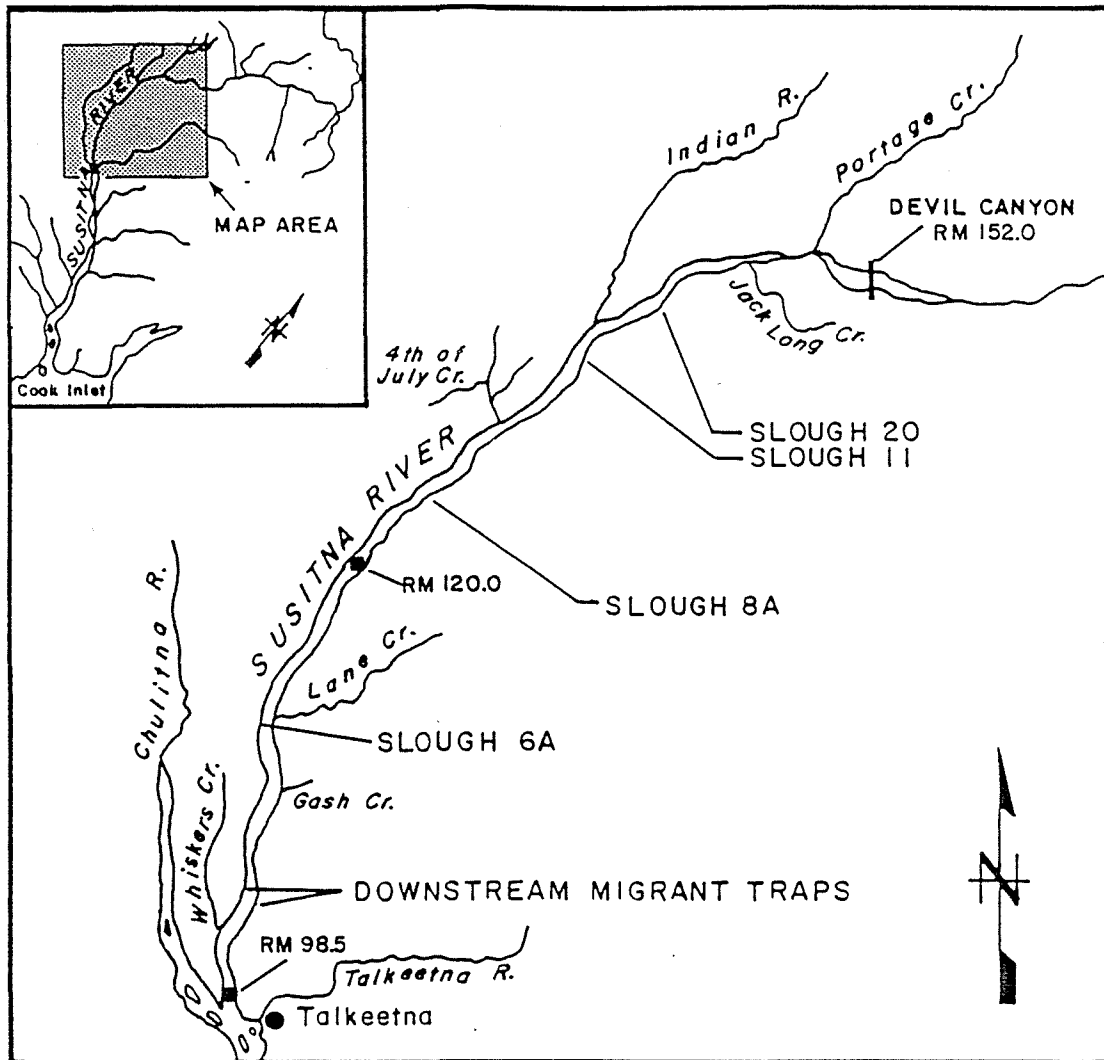 SUSITNA RIVER
MAP AREA
Cook Inlet
N
Indian R.
Portage Cr.
DEVIL CANYON
RM 152.0
Jack Long Cr.
4th of
July Cr.
SLOUGH 20
SLOUGH 11
SUSITNA RIVER
RM 120.0
SLOUGH 8A
Chulitna R.
Lane Cr.
SLOUGH 6A
Whiskers Cr.
Gash Cr.
DOWNSTREAM MIGRANT TRAPS
RM 98.5
Talkeetna R.
Talkeetna
N